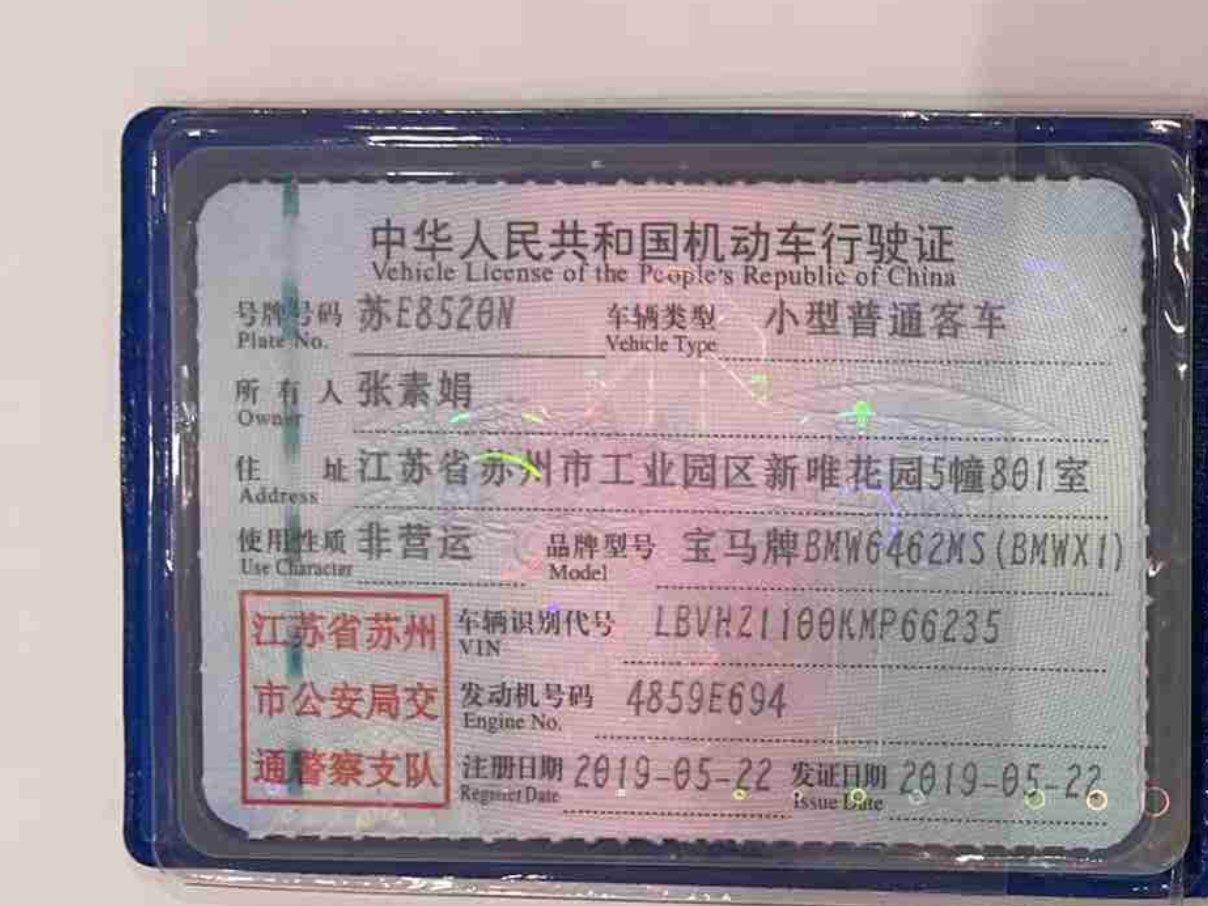 中华人民共和国机动车行驶证
Vehicle License of the People's Republic of China
号牌号码 苏E8520N 车辆类型 小型普通客车
Plate No. Vehicle Type
所有人 张素娟
Owner
住址 江苏省苏州市工业园区新唯花园5幢801室
Address
使用性质 非营运 品牌型号 宝马牌BMW6462MS(BMWX1)
Use Character Model
江苏省苏州 车辆识别代号 LBVHZ1100KMP66235
VIN
市公安局交 发动机号码 4859E694
Engine No.
通警察支队 注册日期 2019-05-22 发证日期 2019-05-22
Register Date Issue Date